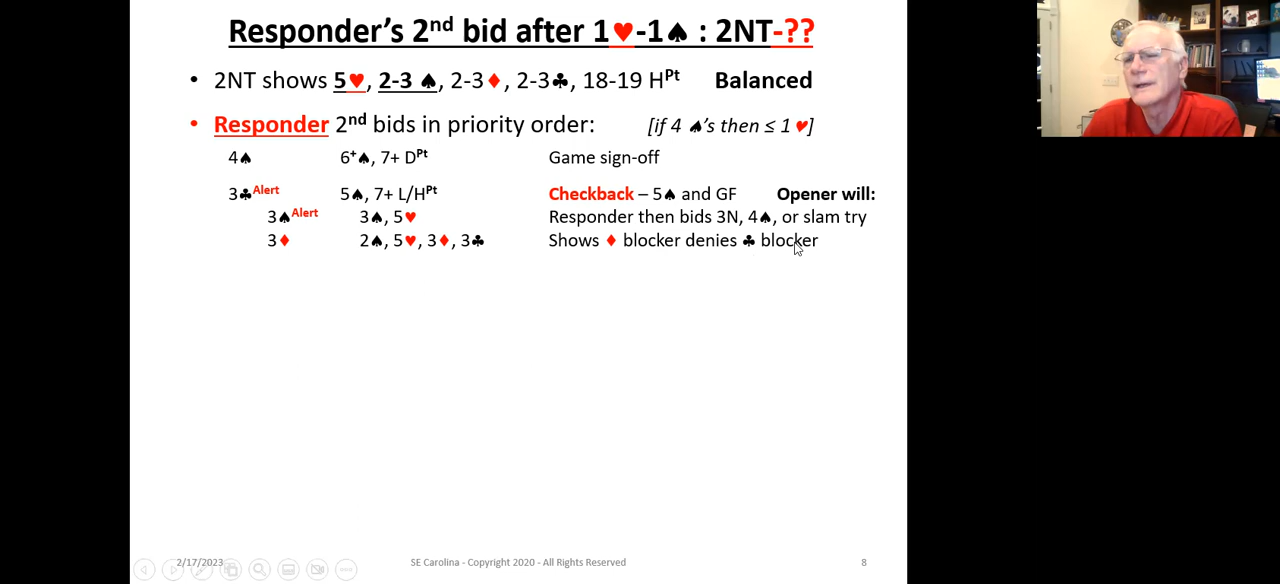 Responder's 2nd bid after 1♥-1♠ : 2NT-??
• 2NT shows 5♥, 2-3 ♠, 2-3♦, 2-3♣, 18-19 HPt Balanced
• Responder 2nd bids in priority order: [if 4 ♠'s then ≤ 1♥]
4♠ 6+♠, 7+ DPt Game sign-off
3♣Alert 5♠, 7+ L/HPt Checkback – 5♠ and GF Opener will:
3♠Alert 3♠, 5♥ Responder then bids 3N, 4♠, or slam try
3♦ 2♠, 5♥, 3♦, 3♣ Shows ♦ blocker denies ♣ blocker
2/17/2023 SE Carolina - Copyright 2020 - All Rights Reserved 8